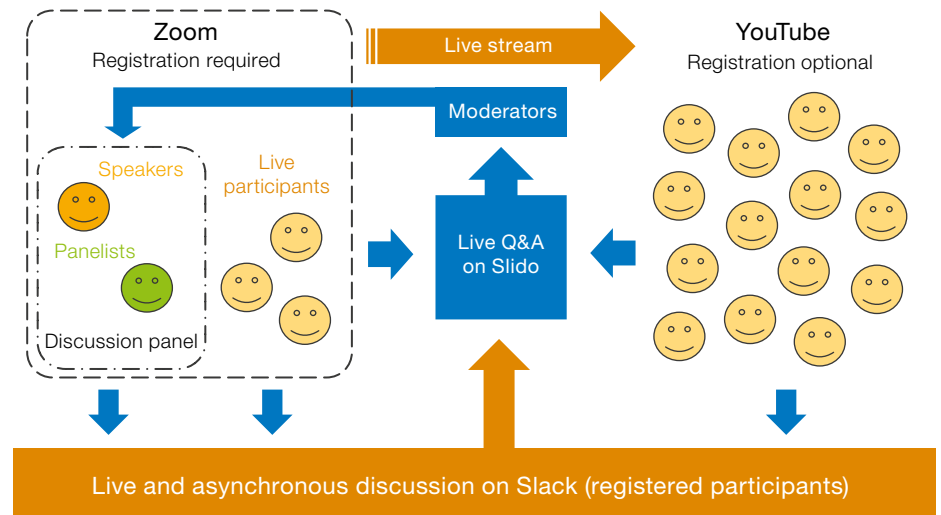 Zoom
Registration required
Live stream
YouTube
Registration optional
Moderators
Speakers
Live
participants
Panelists
Live Q&A
on Slido
Discussion panel
Live and asynchronous discussion on Slack (registered participants)